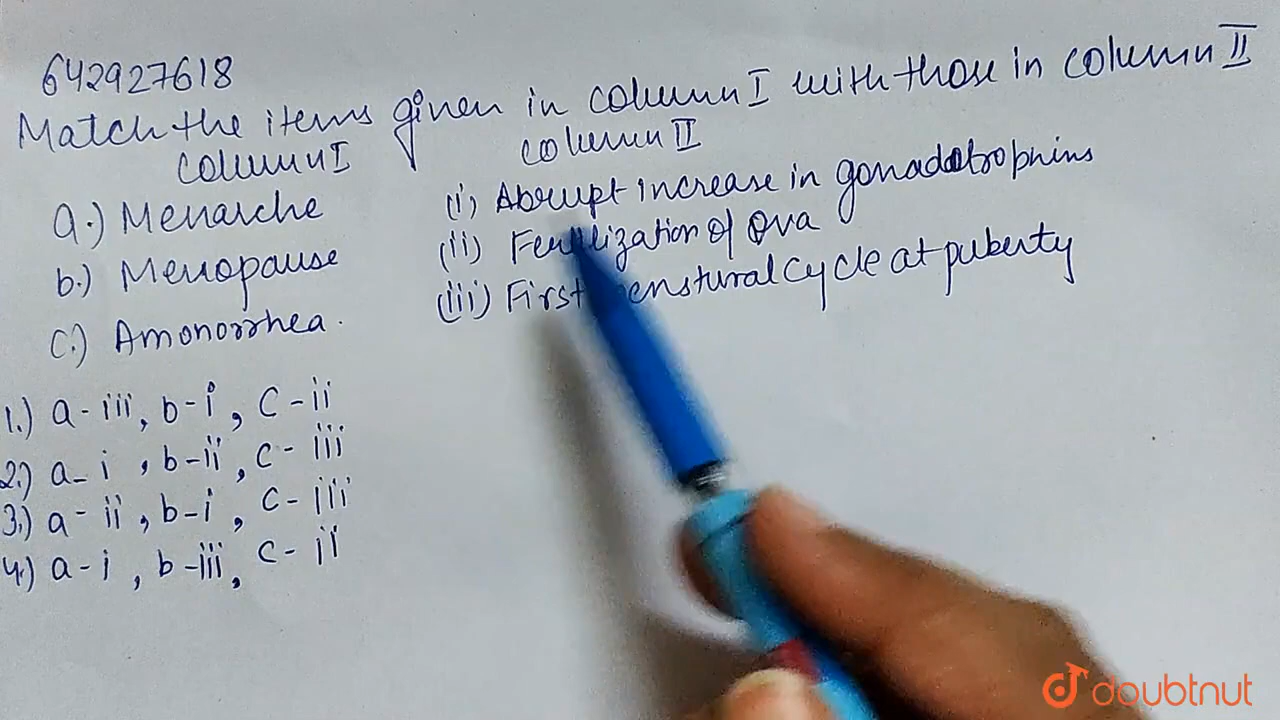 642927618
Match the items given in column I with those in column II
column I column II
a.) Menarche (i) Abrupt increase in gonadotrophins
b.) Menopause (ii) Fertilization of Ova
c.) Amonorrhea. (iii) First menstural cycle at puberty
1.) a-iii, b-i, c-ii
2.) a-i, b-ii, c-iii
3.) a-ii, b-i, c-iii
4.) a-i, b-iii, c-ii
doubtnut